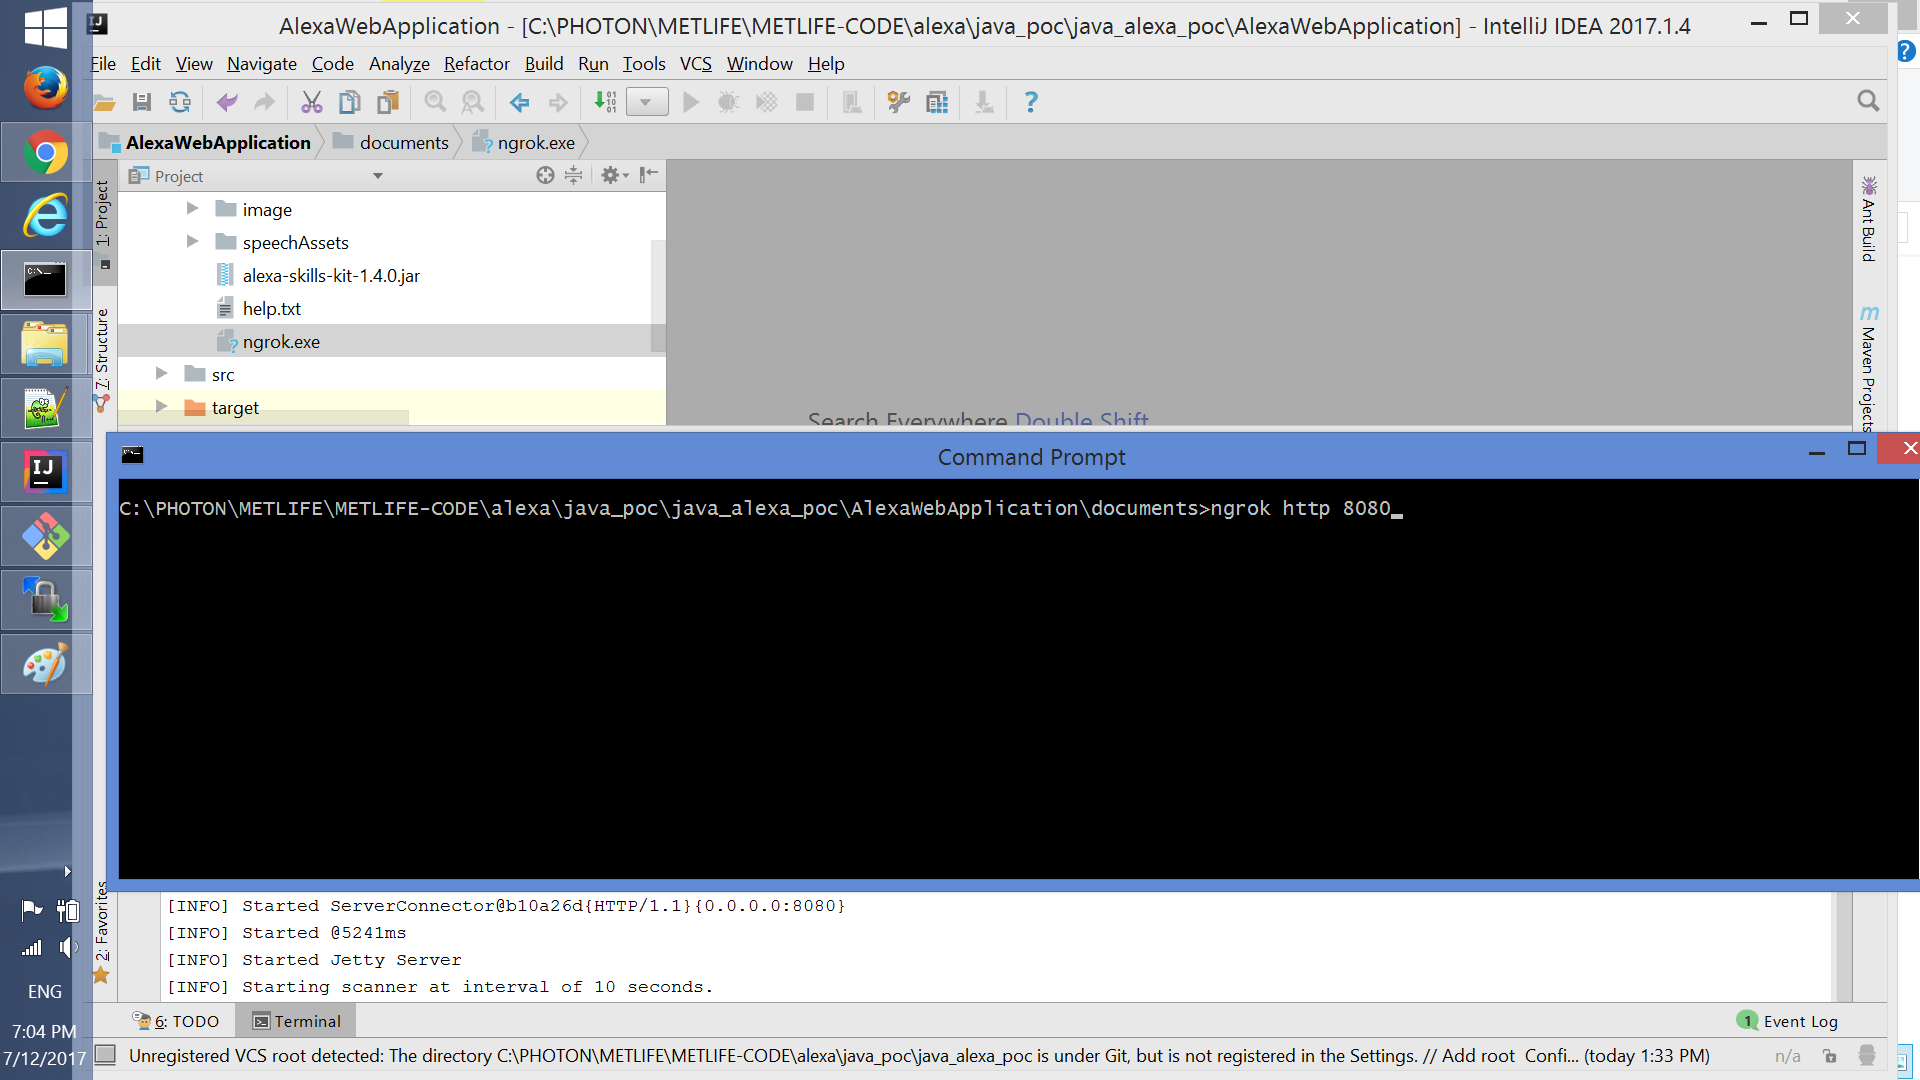 AlexaWebApplication - [C:\PHOTON\METLIFE\METLIFE-CODE\alexa\java_poc\java_alexa_poc\AlexaWebApplication] - IntelliJ IDEA 2017.1.4
File Edit View Navigate Code Analyze Refactor Build Run Tools VCS Window Help
AlexaWebApplication documents ngrok.exe
Project
1: Project
7: Structure
image
speechAssets
alexa-skills-kit-1.4.0.jar
help.txt
ngrok.exe
src
target
Ant Build
Maven Projects
Search Everywhere Double Shift
Command Prompt
C:\PHOTON\METLIFE\METLIFE-CODE\alexa\java_poc\java_alexa_poc\AlexaWebApplication\documents>ngrok http 8080
2: Favorites
[INFO] Started ServerConnector@b10a26d{HTTP/1.1}{0.0.0.0:8080}
[INFO] Started @5241ms
[INFO] Started Jetty Server
[INFO] Starting scanner at interval of 10 seconds.
6: TODO Terminal
1 Event Log
Unregistered VCS root detected: The directory C:\PHOTON\METLIFE\METLIFE-CODE\alexa\java_poc\java_alexa_poc is under Git, but is not registered in the Settings. // Add root Confi... (today 1:33 PM)
n/a
ENG
7:04 PM
7/12/2017